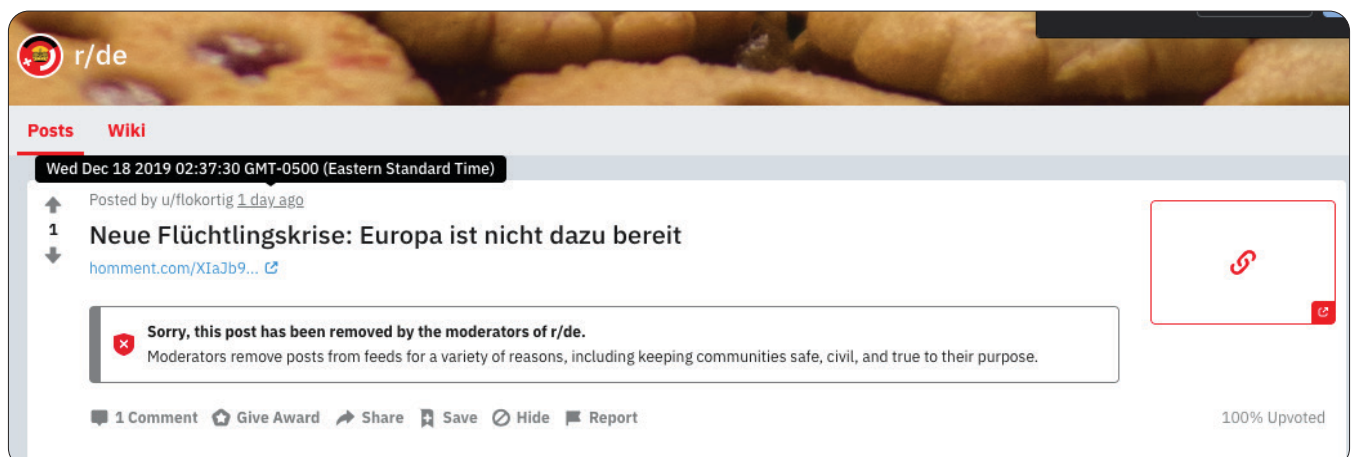 r/de
Posts Wiki
Wed Dec 18 2019 02:37:30 GMT-0500 (Eastern Standard Time)
Posted by u/flokortig 1 day ago
1
Neue Flüchtlingskrise: Europa ist nicht dazu bereit
homment.com/XIaJb9...
Sorry, this post has been removed by the moderators of r/de.
Moderators remove posts from feeds for a variety of reasons, including keeping communities safe, civil, and true to their purpose.
1 Comment Give Award Share Save Hide Report 100% Upvoted